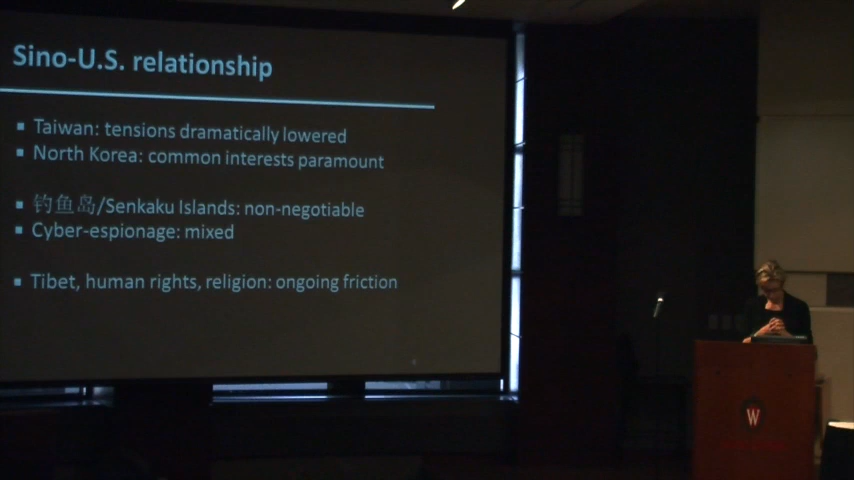 Sino-U.S. relationship
▪ Taiwan: tensions dramatically lowered
▪ North Korea: common interests paramount
▪ 钓鱼岛/Senkaku Islands: non-negotiable
▪ Cyber-espionage: mixed
▪ Tibet, human rights, religion: ongoing friction
W